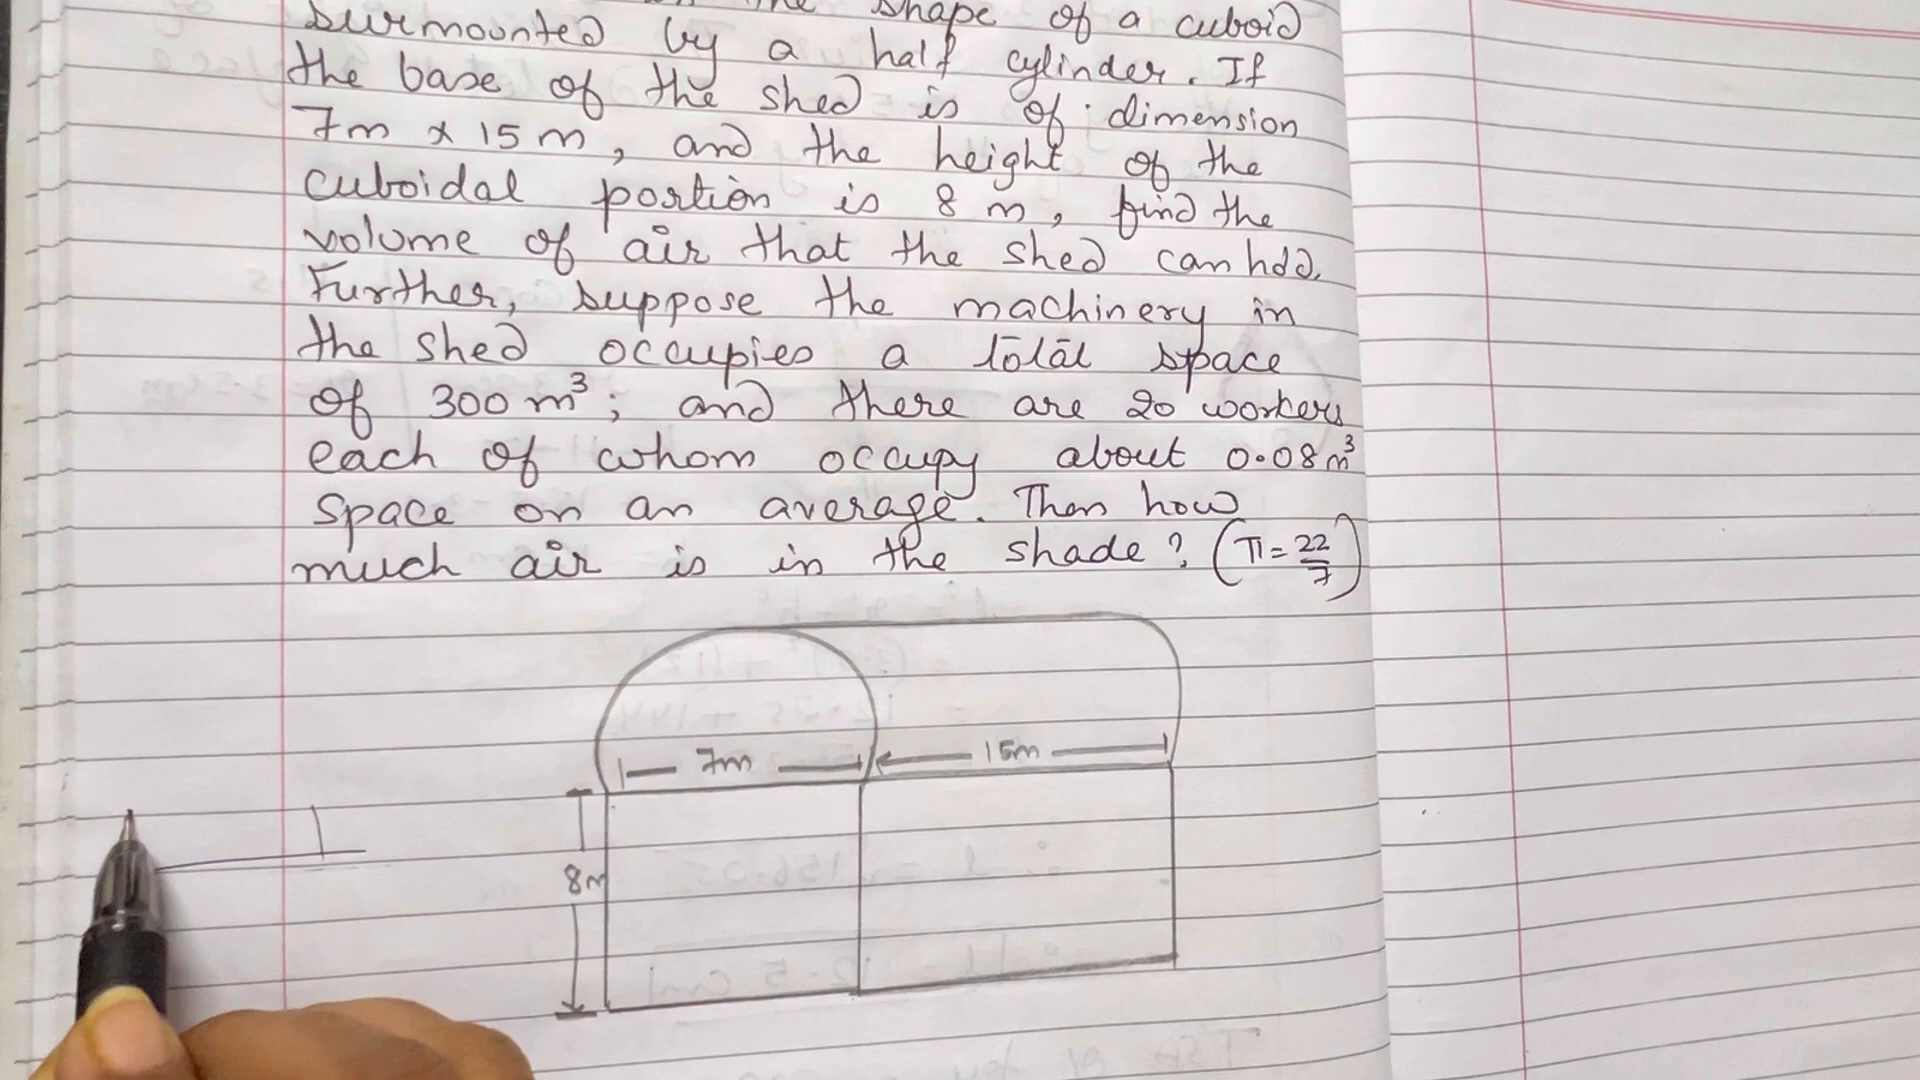 the shape of a cuboid
surmounted by a half cylinder. If
the base of the shed is of dimension
7m x 15 m, and the height of the
cuboidal portion is 8 m, find the
volume of air that the shed can hold.
Further, suppose the machinery in
the shed occupies a total space
of 300 m³; and there are 20 workers
each of whom occupy about 0.08 m³
space on an average. Then how
much air is in the shade? (π = 22/7)
7m
15m
8m